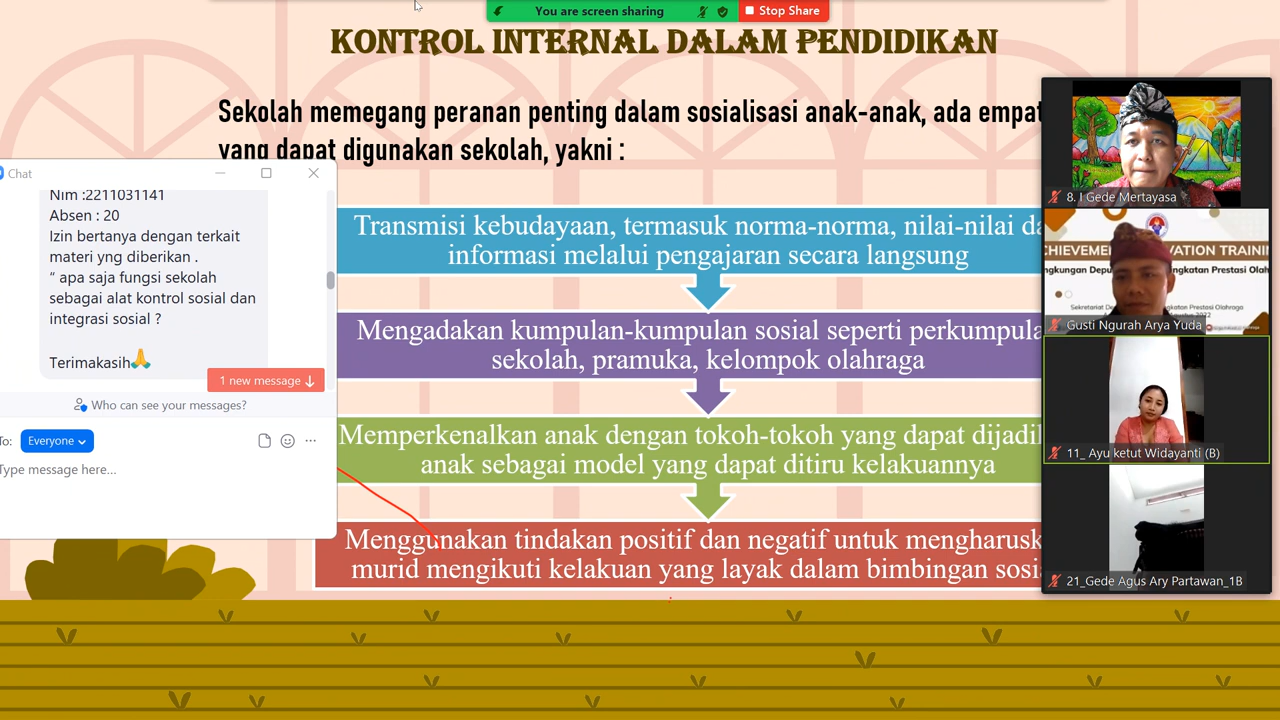 You are screen sharing
Stop Share
KONTROL INTERNAL DALAM PENDIDIKAN
Sekolah memegang peranan penting dalam sosialisasi anak-anak, ada empat
yang dapat digunakan sekolah, yakni :
Chat
Nim :2211031141
Absen : 20
Izin bertanya dengan terkait
materi yng diberikan .
“ apa saja fungsi sekolah
sebagai alat kontrol sosial dan
integrasi sosial ?
Terimakasih🙏
1 new message ↓
Who can see your messages?
To:
Everyone
Type message here...
Transmisi kebudayaan, termasuk norma-norma, nilai-nilai da
informasi melalui pengajaran secara langsung
Mengadakan kumpulan-kumpulan sosial seperti perkumpula
sekolah, pramuka, kelompok olahraga
Memperkenalkan anak dengan tokoh-tokoh yang dapat dijadi
anak sebagai model yang dapat ditiru kelakuannya
Menggunakan tindakan positif dan negatif untuk mengharusk
murid mengikuti kelakuan yang layak dalam bimbingan sosi
8. I Gede Mertayasa
Gusti Ngurah Arya Yuda
11_ Ayu ketut Widayanti (B)
21_Gede Agus Ary Partawan_1B